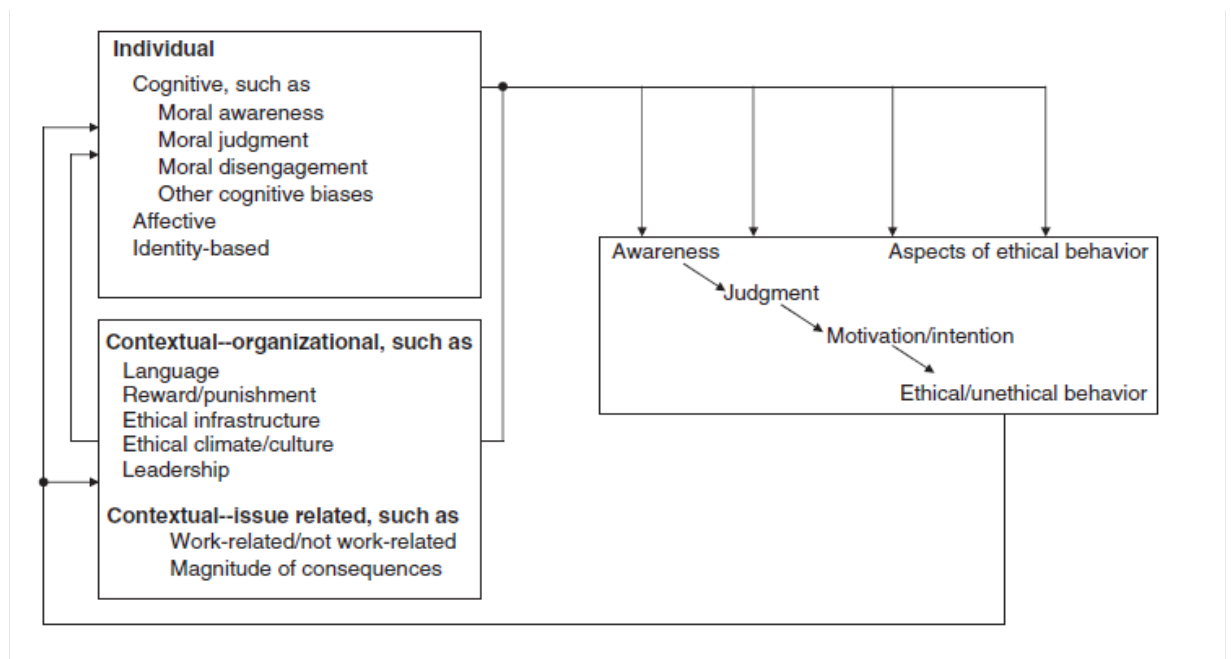 Individual
Cognitive, such as
Moral awareness
Moral judgment
Moral disengagement
Other cognitive biases
Affective
Identity-based
Contextual--organizational, such as
Language
Reward/punishment
Ethical infrastructure
Ethical climate/culture
Leadership
Contextual--issue related, such as
Work-related/not work-related
Magnitude of consequences
Awareness
Aspects of ethical behavior
Judgment
Motivation/intention
Ethical/unethical behavior